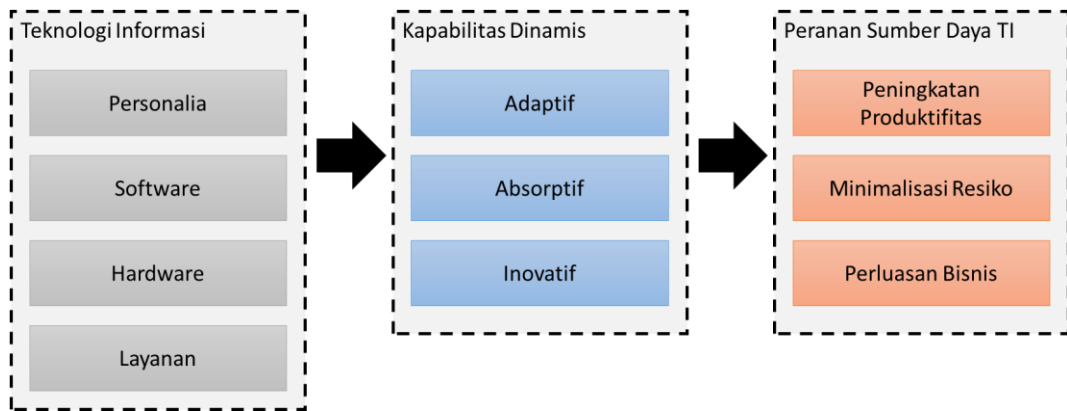 Teknologi Informasi
Personalia
Software
Hardware
Layanan
Kapabilitas Dinamis
Adaptif
Absorptif
Inovatif
Peranan Sumber Daya TI
Peningkatan
Produktifitas
Minimalisasi Resiko
Perluasan Bisnis